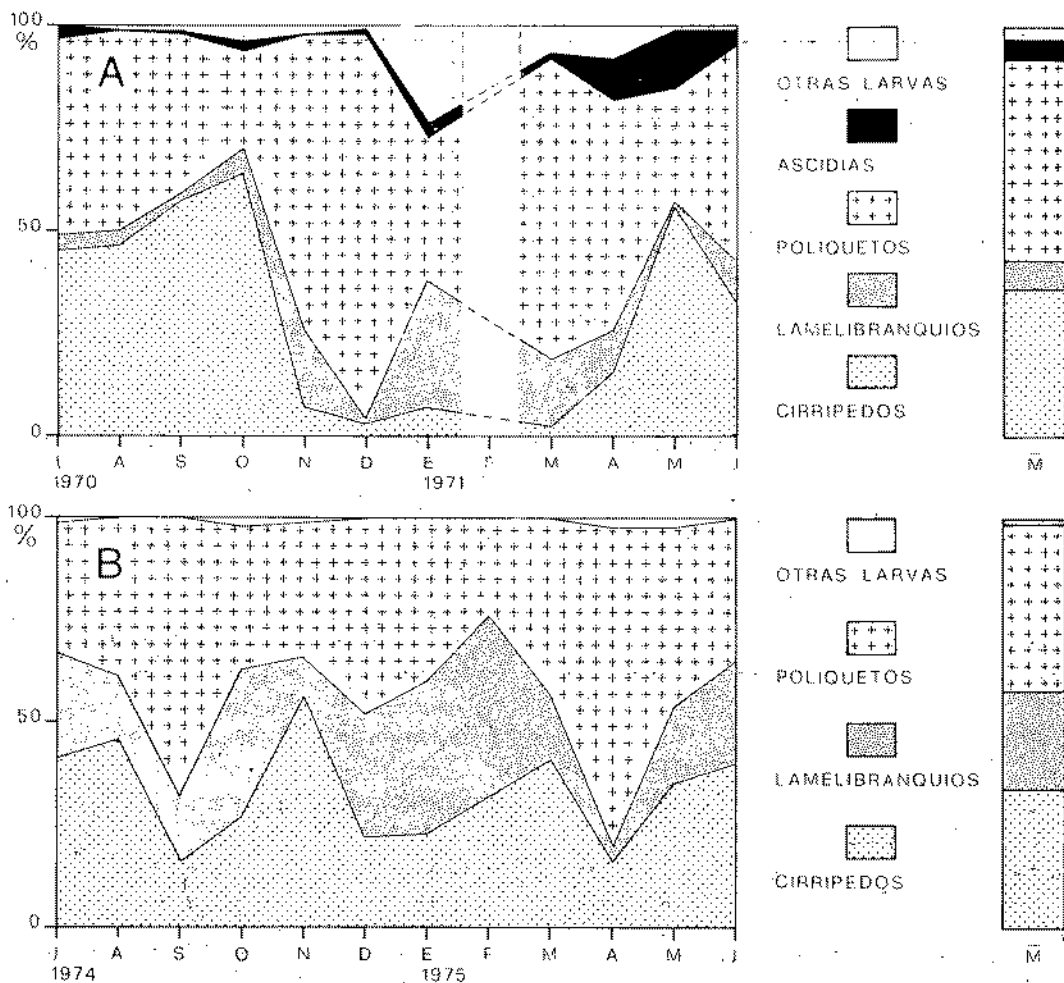 100
%
A
50
0
J A S O N D E F M A M J
1970 1971
OTRAS LARVAS
ASCIDIAS
POLIQUETOS
LAMELIBRANQUIOS
CIRRIPEDOS
M̅
100
%
B
50
0
J A S O N D E F M A M J
1974 1975
OTRAS LARVAS
POLIQUETOS
LAMELIBRANQUIOS
CIRRIPEDOS
M̅